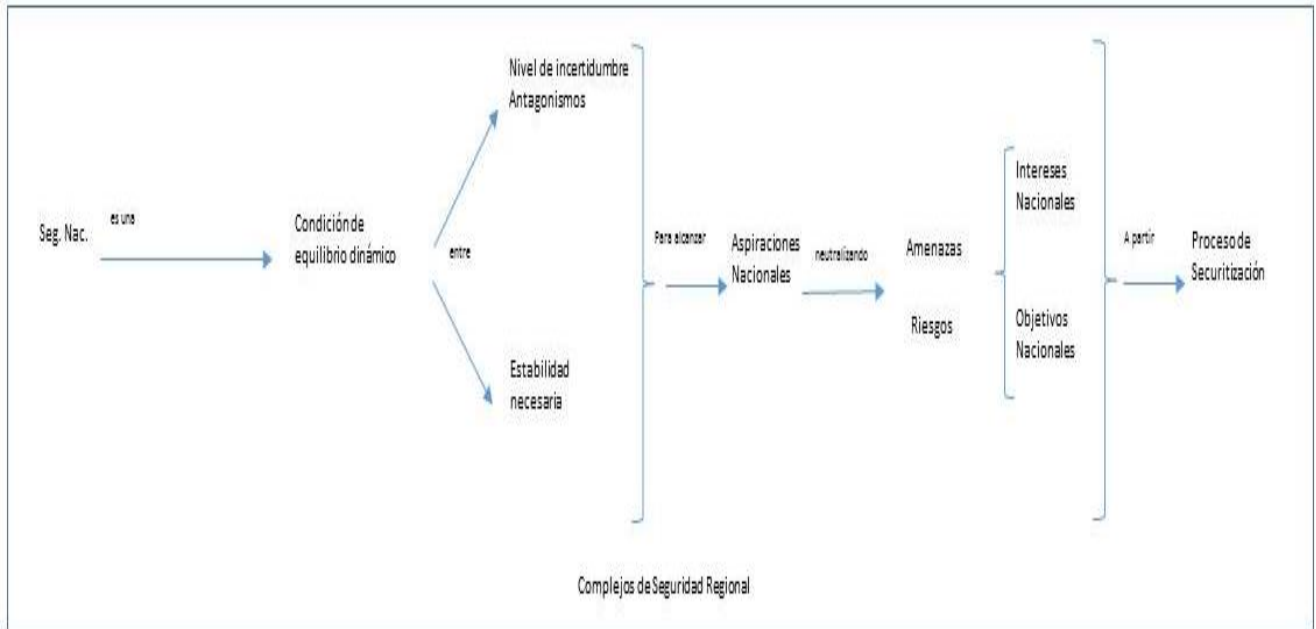 Seg. Nac.
es una
Condición de
equilibrio dinámico
entre
Nivel de incertidumbre
Antagonismos
Estabilidad
necesaria
Para alcanzar
Aspiraciones
Nacionales
neutralizando
Amenazas
Riesgos
Intereses
Nacionales
Objetivos
Nacionales
A partir
Proceso de
Securitización
Complejos de Seguridad Regional